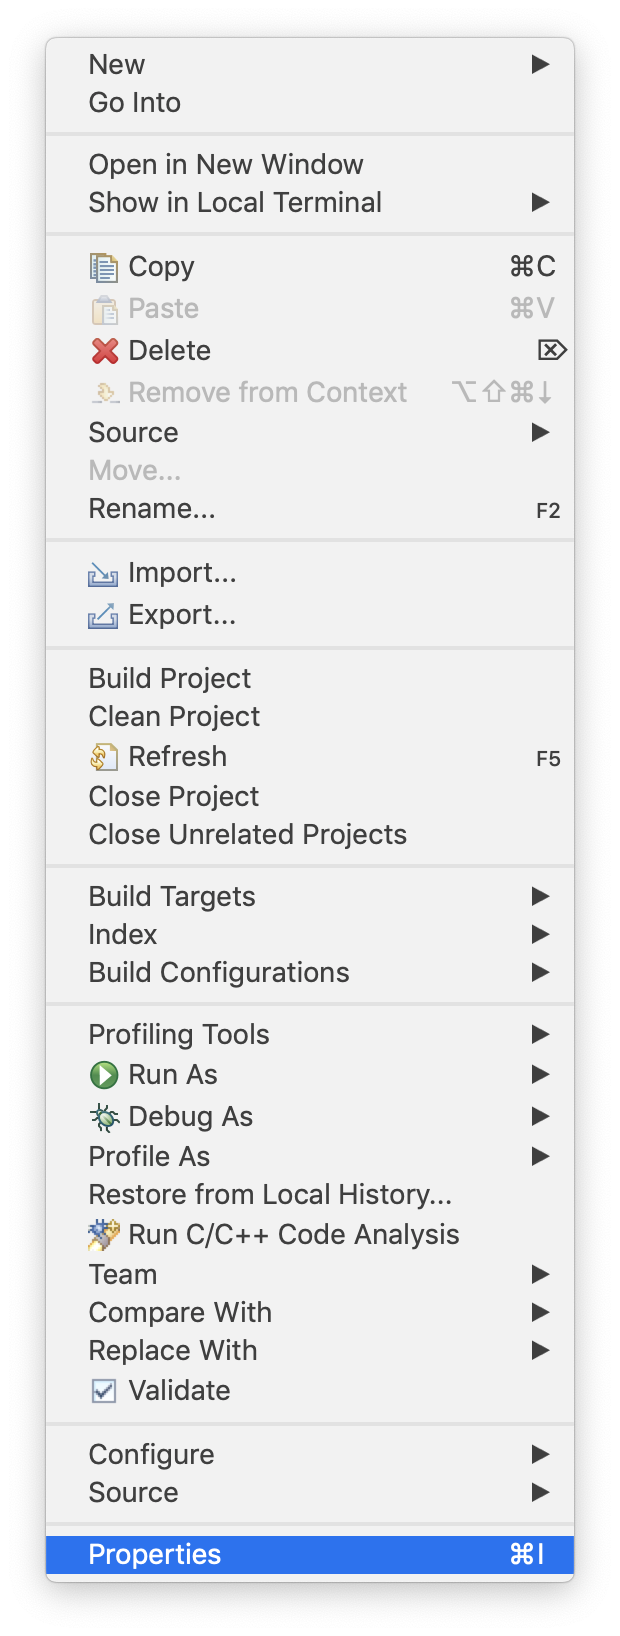 New
Go Into
Open in New Window
Show in Local Terminal
Copy ⌘C
Paste ⌘V
Delete ⌦
Remove from Context ⌥⇧⌘↓
Source
Move...
Rename... F2
Import...
Export...
Build Project
Clean Project
Refresh F5
Close Project
Close Unrelated Projects
Build Targets
Index
Build Configurations
Profiling Tools
Run As
Debug As
Profile As
Restore from Local History...
Run C/C++ Code Analysis
Team
Compare With
Replace With
Validate
Configure
Source
Properties ⌘I